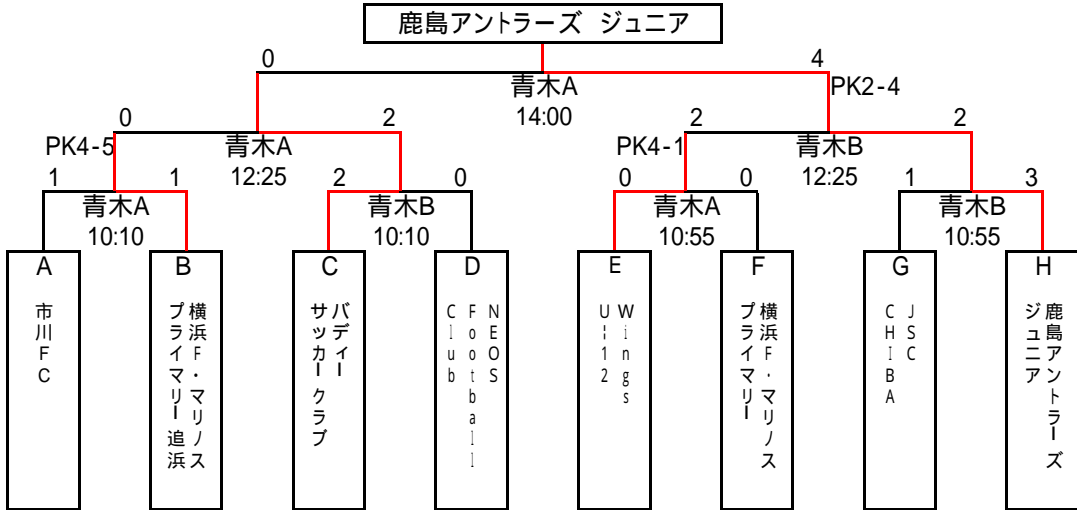 鹿島アントラーズ ジュニア
0 4
青木A PK2-4
14:00
0 2 2 2
PK4-5 青木A PK4-1 青木B
12:25 12:25
1 1 2 0 0 0 1 3
青木A 青木B 青木A 青木B
10:10 10:10 10:55 10:55
A B C D E F G H
市川FC
横浜F・マリノス
プライマリー 追浜
バディー
サッカー クラブ
NEOS
Football
Club
Wings
U-12
横浜F・マリノス
プライマリー
JSC
CHIBA
鹿島アントラーズ
ジュニア